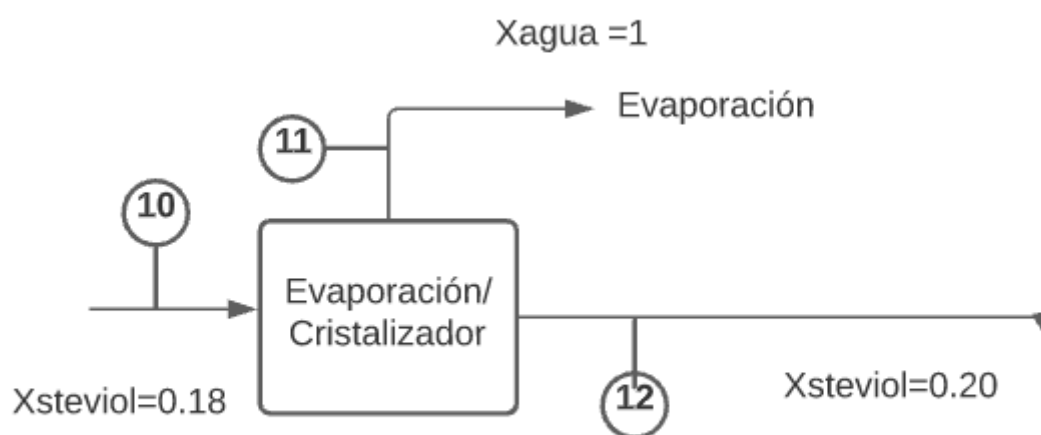 Xagua =1
Evaporación
11
10
Evaporación/
Cristalizador
Xsteviol=0.18
12
Xsteviol=0.20